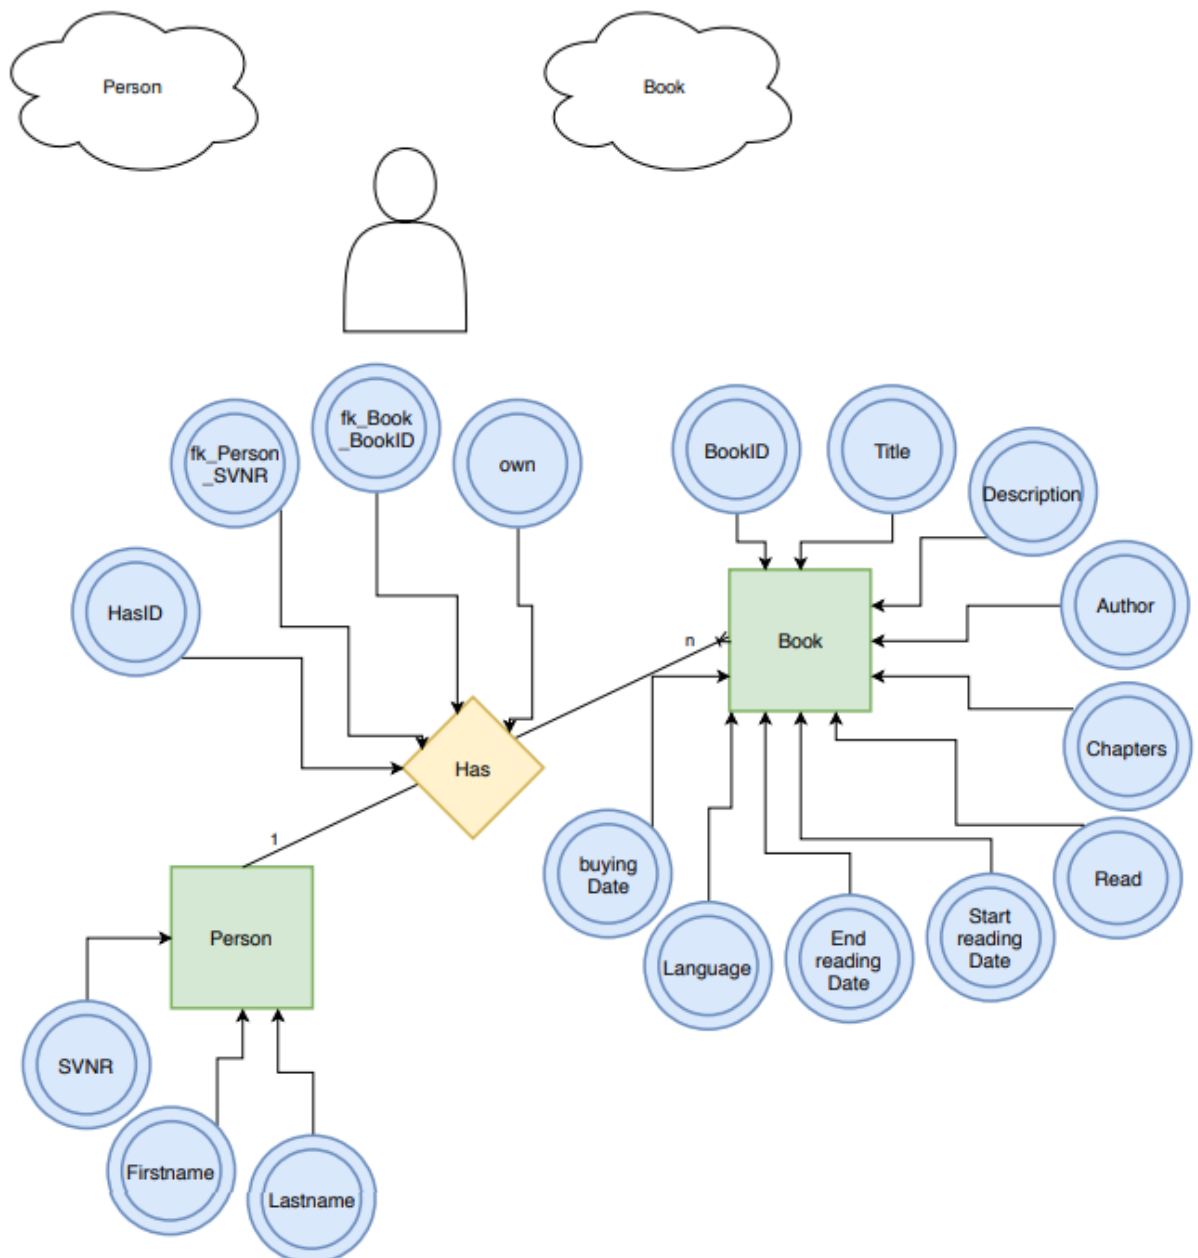 Person
Book
fk_Person
_SVNR
fk_Book
_BookID
own
BookID
Title
Description
HasID
Author
n
Book
Has
Chapters
1
buying
Date
Read
Person
Language
End
reading
Date
Start
reading
Date
SVNR
Firstname
Lastname